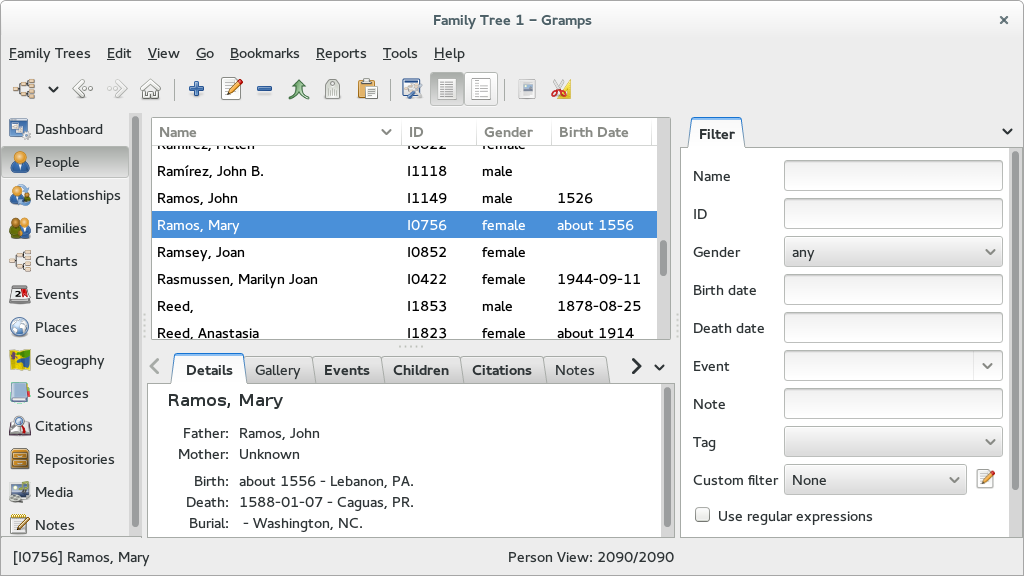 Family Tree 1 – Gramps
Family Trees Edit View Go Bookmarks Reports Tools Help
Dashboard
People
Relationships
Families
Charts
Events
Places
Geography
Sources
Citations
Repositories
Media
Notes
Name ID Gender Birth Date
Ramírez, Helen I0822 female
Ramírez, John B. I1118 male
Ramos, John I1149 male 1526
Ramos, Mary I0756 female about 1556
Ramsey, Joan I0852 female
Rasmussen, Marilyn Joan I0422 female 1944-09-11
Reed, I1853 male 1878-08-25
Reed, Anastasia I1823 female about 1914
Details Gallery Events Children Citations Notes
Ramos, Mary
Father: Ramos, John
Mother: Unknown
Birth: about 1556 - Lebanon, PA.
Death: 1588-01-07 - Caguas, PR.
Burial: - Washington, NC.
Filter
Name
ID
Gender any
Birth date
Death date
Event
Note
Tag
Custom filter None
Use regular expressions
[I0756] Ramos, Mary
Person View: 2090/2090